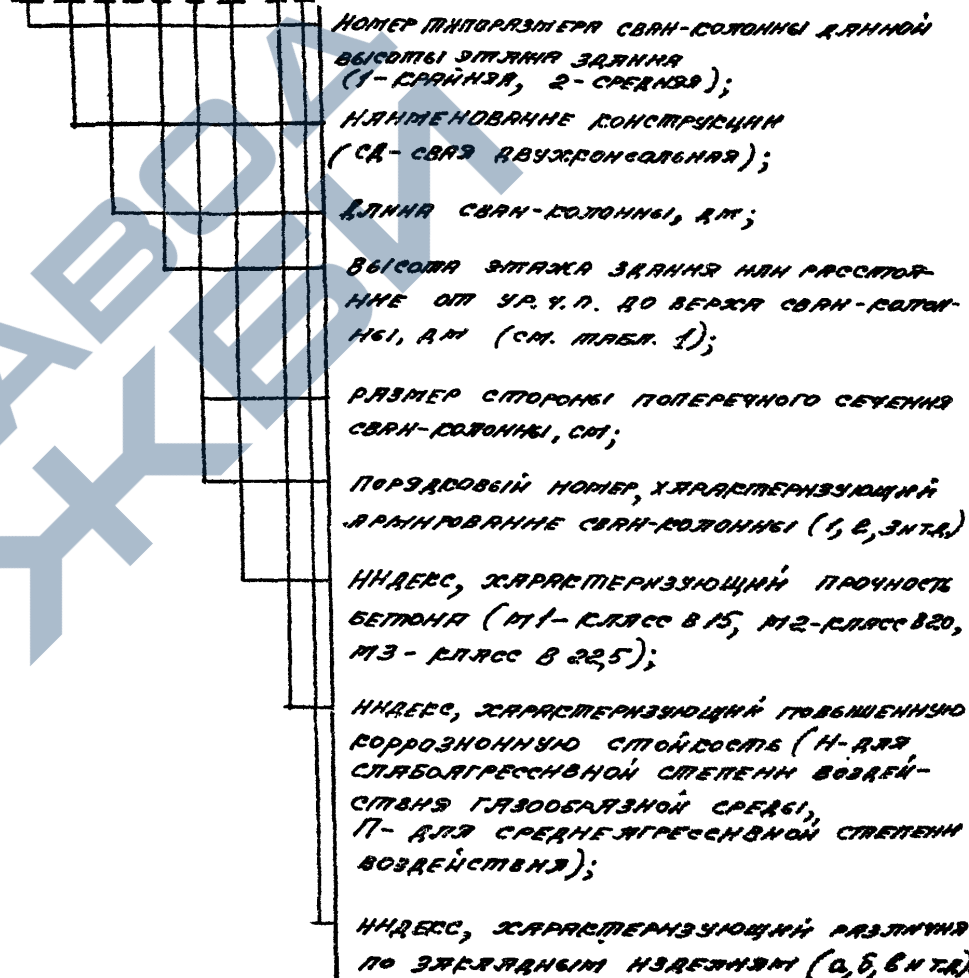 НОМЕР ТИПОРАЗМЕРА СВАИ-КОЛОННЫ ДАННОЙ
ВЫСОТЫ ЭТАЖА ЗДАНИЯ
(1-КРАЙНЯЯ, 2-СРЕДНЯЯ);
НАИМЕНОВАНИЕ КОНСТРУКЦИИ
(СД-СВАЯ ДВУХКОНСОЛЬНАЯ);
ДЛИНА СВАИ-КОЛОННЫ, ДМ;
ВЫСОТА ЭТАЖА ЗДАНИЯ ИЛИ РАССТОЯ-
НИЕ ОТ УР. Ч.П. ДО ВЕРХА СВАИ-КОЛОН-
НЫ, ДМ (СМ. ТАБЛ. 1);
РАЗМЕР СТОРОНЫ ПОПЕРЕЧНОГО СЕЧЕНИЯ
СВАИ-КОЛОННЫ, СМ;
ПОРЯДКОВЫЙ НОМЕР, ХАРАКТЕРИЗУЮЩИЙ
АРМИРОВАНИЕ СВАИ-КОЛОННЫ (1, 2, 3 И Т.Д.)
ИНДЕКС, ХАРАКТЕРИЗУЮЩИЙ ПРОЧНОСТЬ
БЕТОНА (М1-КЛАСС В15, М2-КЛАСС В20,
М3-КЛАСС В 22,5);
ИНДЕКС, ХАРАКТЕРИЗУЮЩИЙ ПОВЫШЕННУЮ
КОРРОЗИОННУЮ СТОЙКОСТЬ (Н-ДЛЯ
СЛАБОАГРЕССИВНОЙ СТЕПЕНИ ВОЗДЕЙ-
СТВИЯ ГАЗООБРАЗНОЙ СРЕДЫ,
П- ДЛЯ СРЕДНЕАГРЕССИВНОЙ СТЕПЕНИ
ВОЗДЕЙСТВИЯ);
ИНДЕКС, ХАРАКТЕРИЗУЮЩИЙ РАЗЛИЧИЯ
ПО ЗАКЛАДНЫМ ИЗДЕЛИЯМ (а, б, в и т.д)
ЗАВОД
ЖБИ